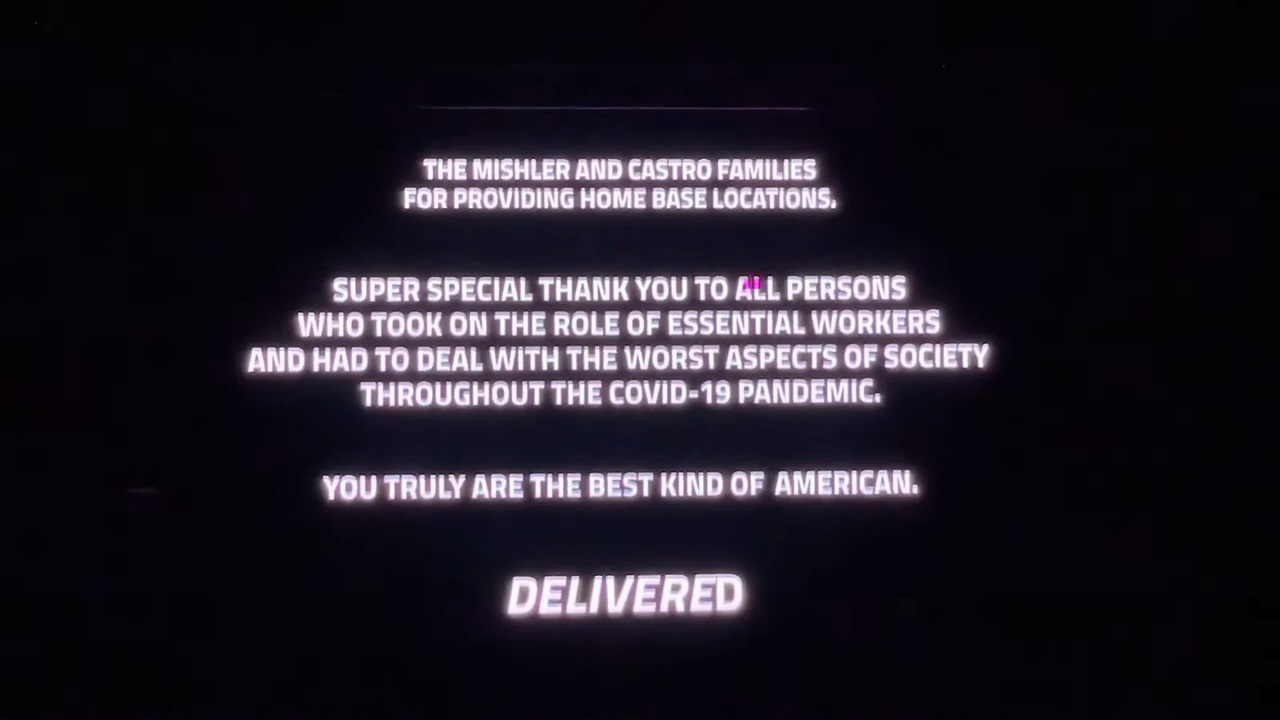 THE MISHLER AND CASTRO FAMILIES
FOR PROVIDING HOME BASE LOCATIONS.
SUPER SPECIAL THANK YOU TO ALL PERSONS
WHO TOOK ON THE ROLE OF ESSENTIAL WORKERS
AND HAD TO DEAL WITH THE WORST ASPECTS OF SOCIETY
THROUGHOUT THE COVID-19 PANDEMIC.
YOU TRULY ARE THE BEST KIND OF AMERICAN.
DELIVERED